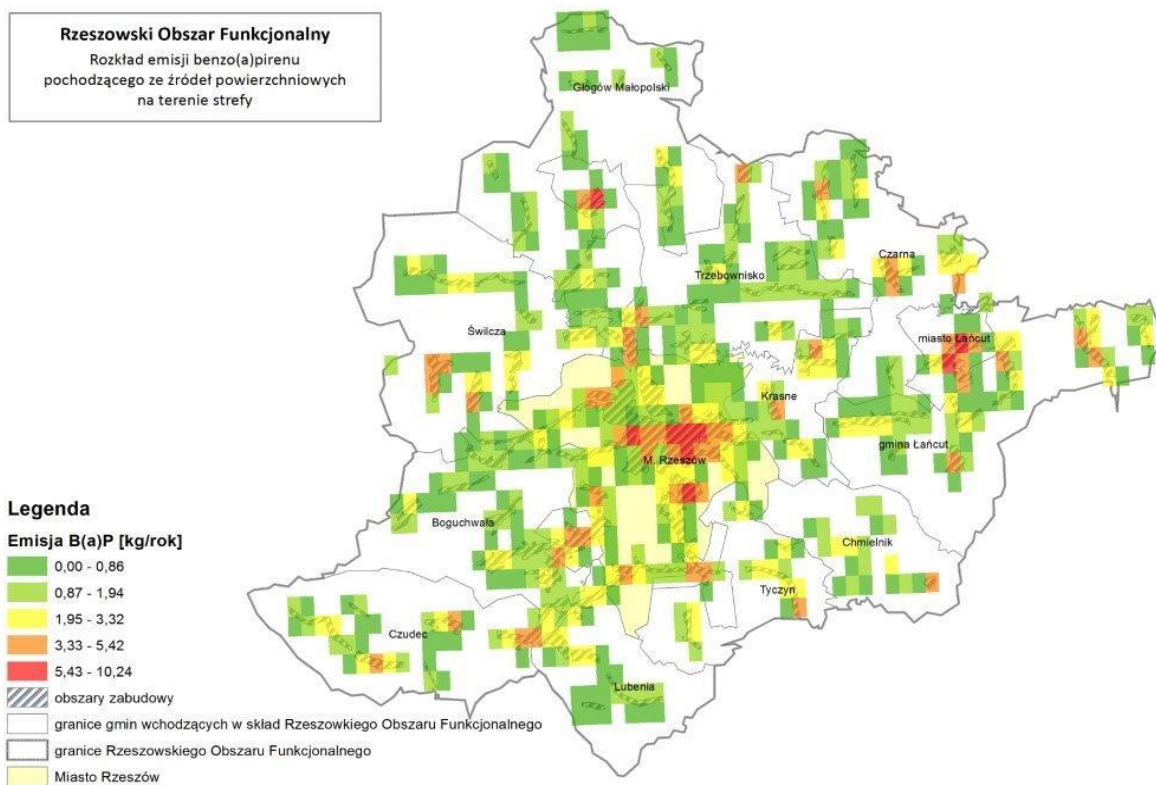 Rzeszowski Obszar Funkcjonalny
Rozkład emisji benzo(a)pirenu
pochodzącego ze źródeł powierzchniowych
na terenie strefy
Głogów Małopolski
Trzebownisko
Czarna
Świlcza
miasto Łańcut
Krasne
gmina Łańcut
M. Rzeszów
Boguchwała
Chmielnik
Tyczyn
Czudec
Lubenia
Legenda
Emisja B(a)P [kg/rok]
0,00 - 0,86
0,87 - 1,94
1,95 - 3,32
3,33 - 5,42
5,43 - 10,24
obszary zabudowy
granice gmin wchodzących w skład Rzeszowkiego Obszaru Funkcjonalnego
granice Rzeszowskiego Obszaru Funkcjonalnego
Miasto Rzeszów